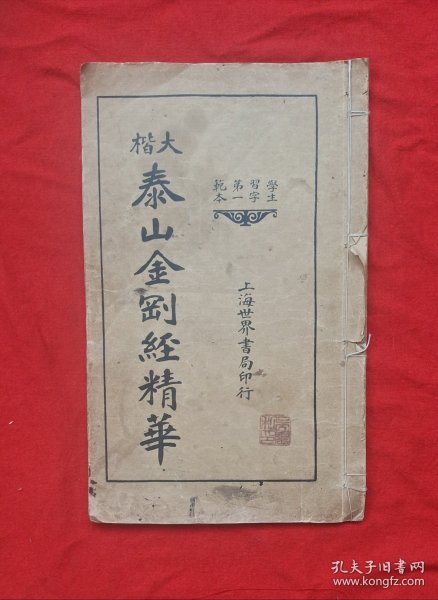 學生
習字
第一
範本
上海世界書局印行
大楷
泰山金剛經精華
孔夫子旧书网
www.kongfz.com